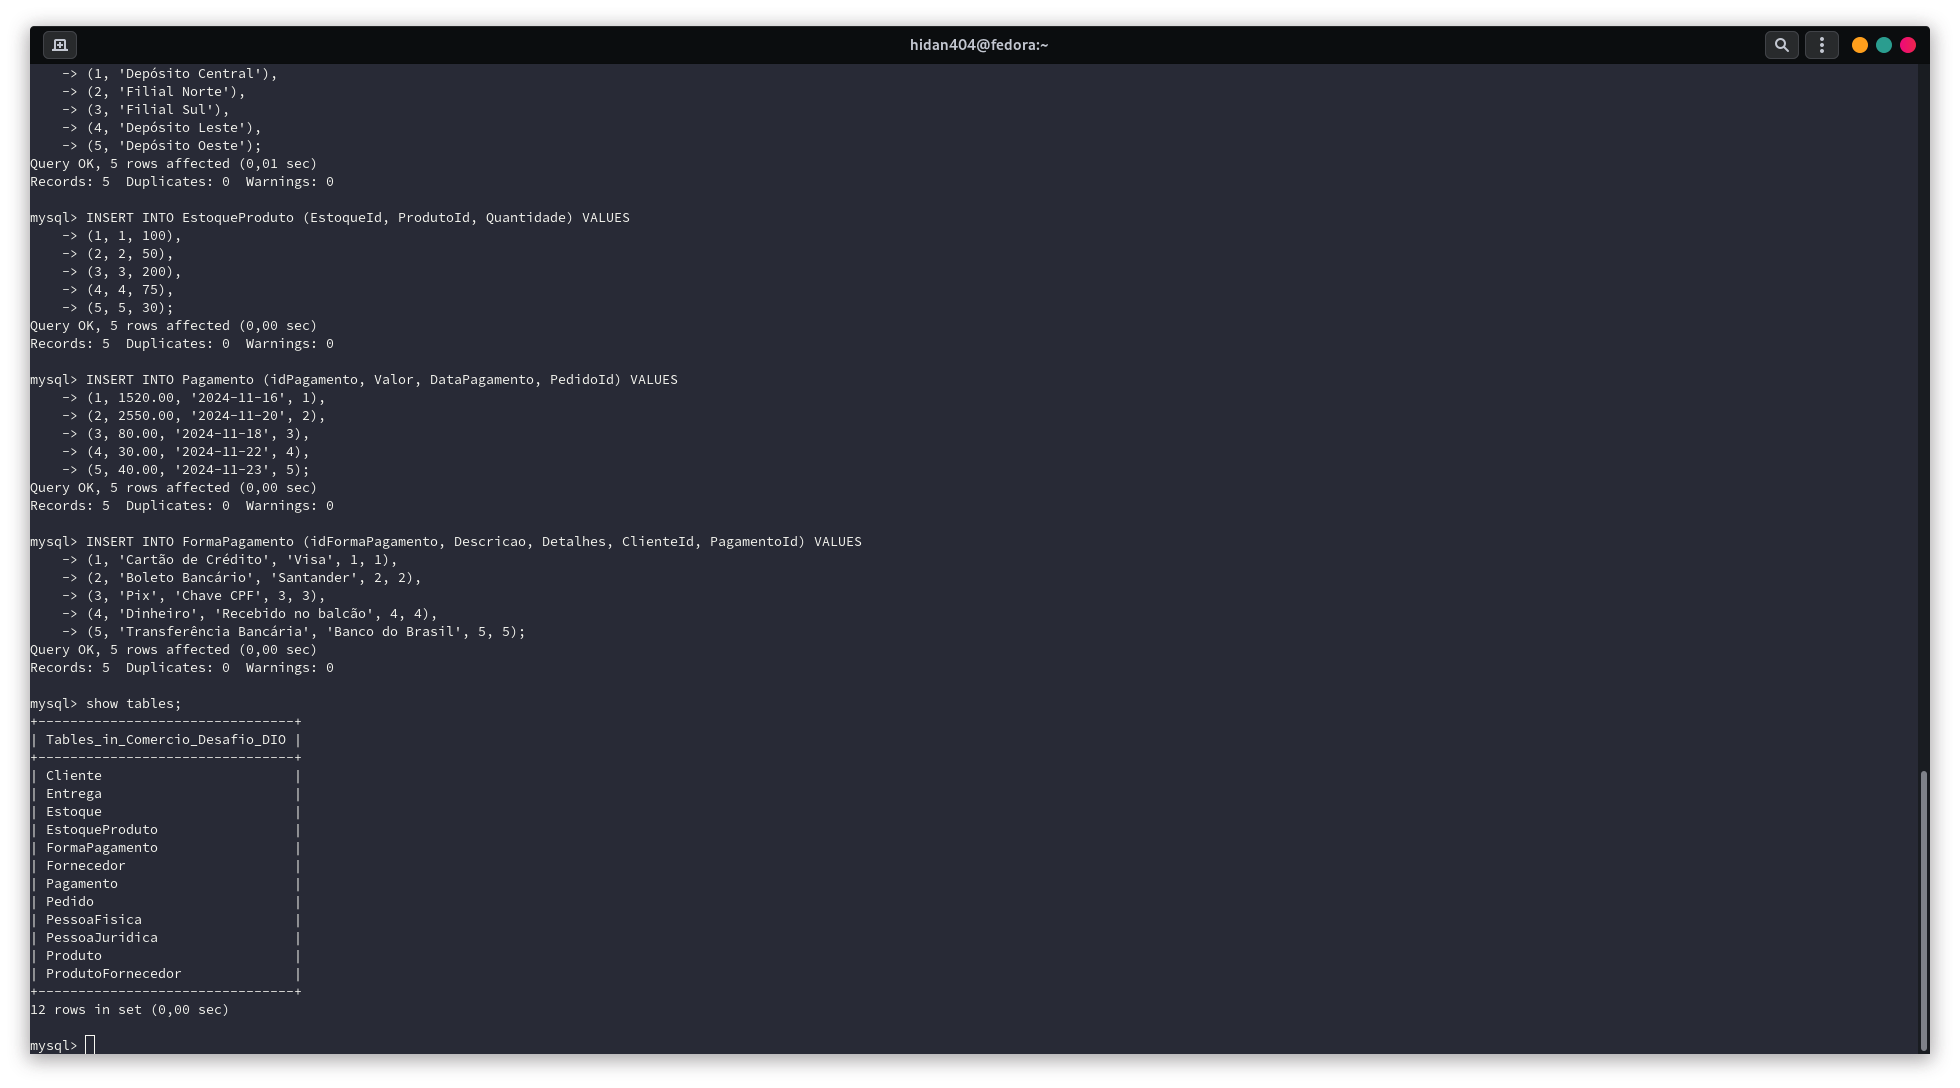 hidan404@fedora:~
    -> (1, 'Depósito Central'),
    -> (2, 'Filial Norte'),
    -> (3, 'Filial Sul'),
    -> (4, 'Depósito Leste'),
    -> (5, 'Depósito Oeste');
Query OK, 5 rows affected (0,01 sec)
Records: 5  Duplicates: 0  Warnings: 0

mysql> INSERT INTO EstoqueProduto (EstoqueId, ProdutoId, Quantidade) VALUES
    -> (1, 1, 100),
    -> (2, 2, 50),
    -> (3, 3, 200),
    -> (4, 4, 75),
    -> (5, 5, 30);
Query OK, 5 rows affected (0,00 sec)
Records: 5  Duplicates: 0  Warnings: 0

mysql> INSERT INTO Pagamento (idPagamento, Valor, DataPagamento, PedidoId) VALUES
    -> (1, 1520.00, '2024-11-16', 1),
    -> (2, 2550.00, '2024-11-20', 2),
    -> (3, 80.00, '2024-11-18', 3),
    -> (4, 30.00, '2024-11-22', 4),
    -> (5, 40.00, '2024-11-23', 5);
Query OK, 5 rows affected (0,00 sec)
Records: 5  Duplicates: 0  Warnings: 0

mysql> INSERT INTO FormaPagamento (idFormaPagamento, Descricao, Detalhes, ClienteId, PagamentoId) VALUES
    -> (1, 'Cartão de Crédito', 'Visa', 1, 1),
    -> (2, 'Boleto Bancário', 'Santander', 2, 2),
    -> (3, 'Pix', 'Chave CPF', 3, 3),
    -> (4, 'Dinheiro', 'Recebido no balcão', 4, 4),
    -> (5, 'Transferência Bancária', 'Banco do Brasil', 5, 5);
Query OK, 5 rows affected (0,00 sec)
Records: 5  Duplicates: 0  Warnings: 0

mysql> show tables;
+--------------------------------+
| Tables_in_Comercio_Desafio_DIO |
+--------------------------------+
| Cliente                        |
| Entrega                        |
| Estoque                        |
| EstoqueProduto                 |
| FormaPagamento                 |
| Fornecedor                     |
| Pagamento                      |
| Pedido                         |
| PessoaFisica                   |
| PessoaJuridica                 |
| Produto                        |
| ProdutoFornecedor              |
+--------------------------------+
12 rows in set (0,00 sec)

mysql>